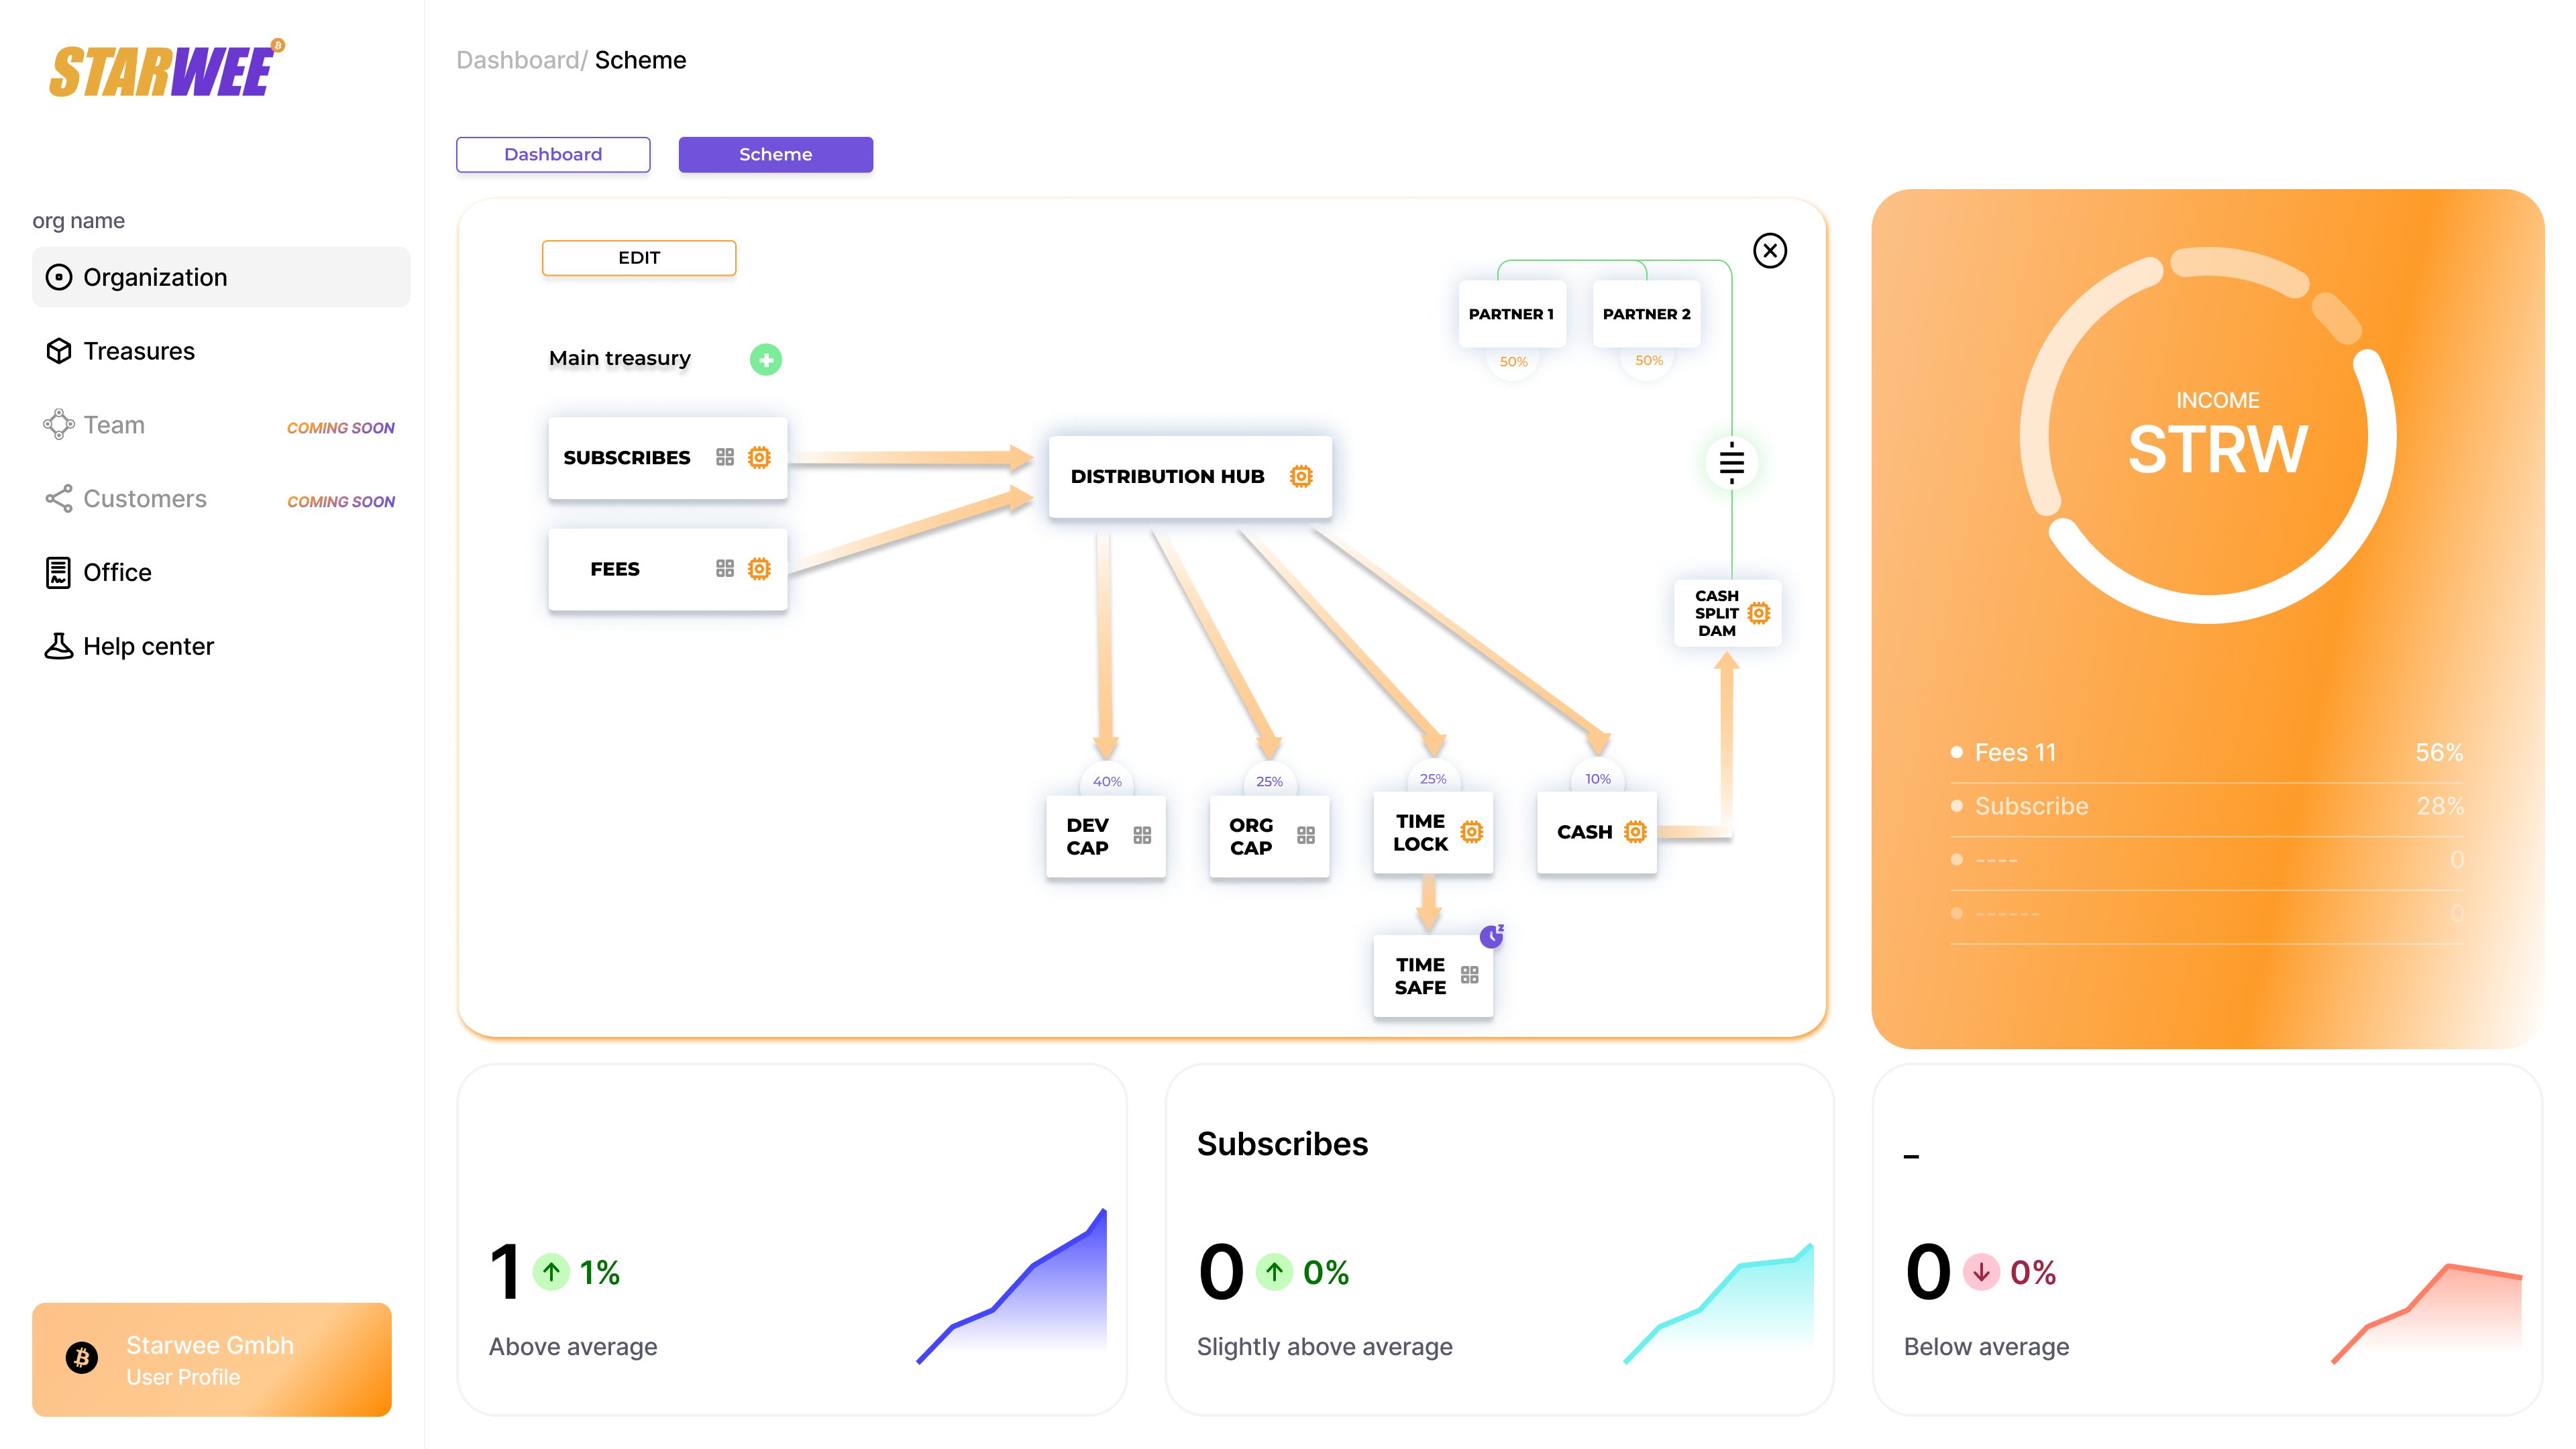 STARWEE
org name
Organization
Treasures
Team
COMING SOON
Customers
COMING SOON
Office
Help center
Starwee Gmbh
User Profile
Dashboard/ Scheme
Dashboard
Scheme
EDIT
Main treasury
SUBSCRIBES
FEES
DISTRIBUTION HUB
PARTNER 1
PARTNER 2
50%
50%
CASH
SPLIT
DAM
40%
25%
25%
10%
DEV
CAP
ORG
CAP
TIME
LOCK
CASH
TIME
SAFE
INCOME
STRW
Fees 11
56%
Subscribe
28%
----
0
------
0
1
1%
Above average
Subscribes
0
0%
Slightly above average
–
0
0%
Below average